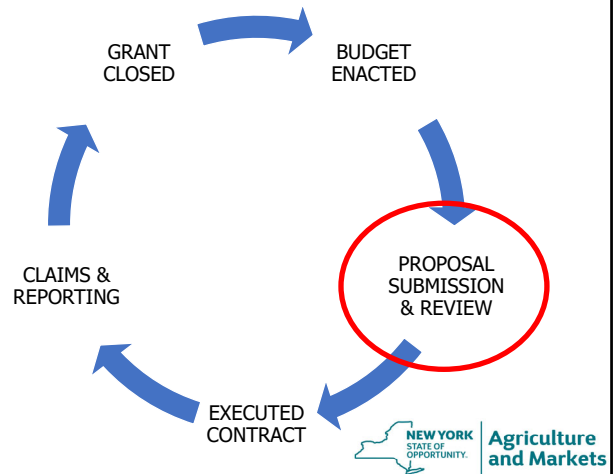 GRANT
CLOSED
BUDGET
ENACTED
PROPOSAL
SUBMISSION
& REVIEW
EXECUTED
CONTRACT
CLAIMS &
REPORTING
NEW YORK
STATE OF
OPPORTUNITY.
Agriculture
and Markets